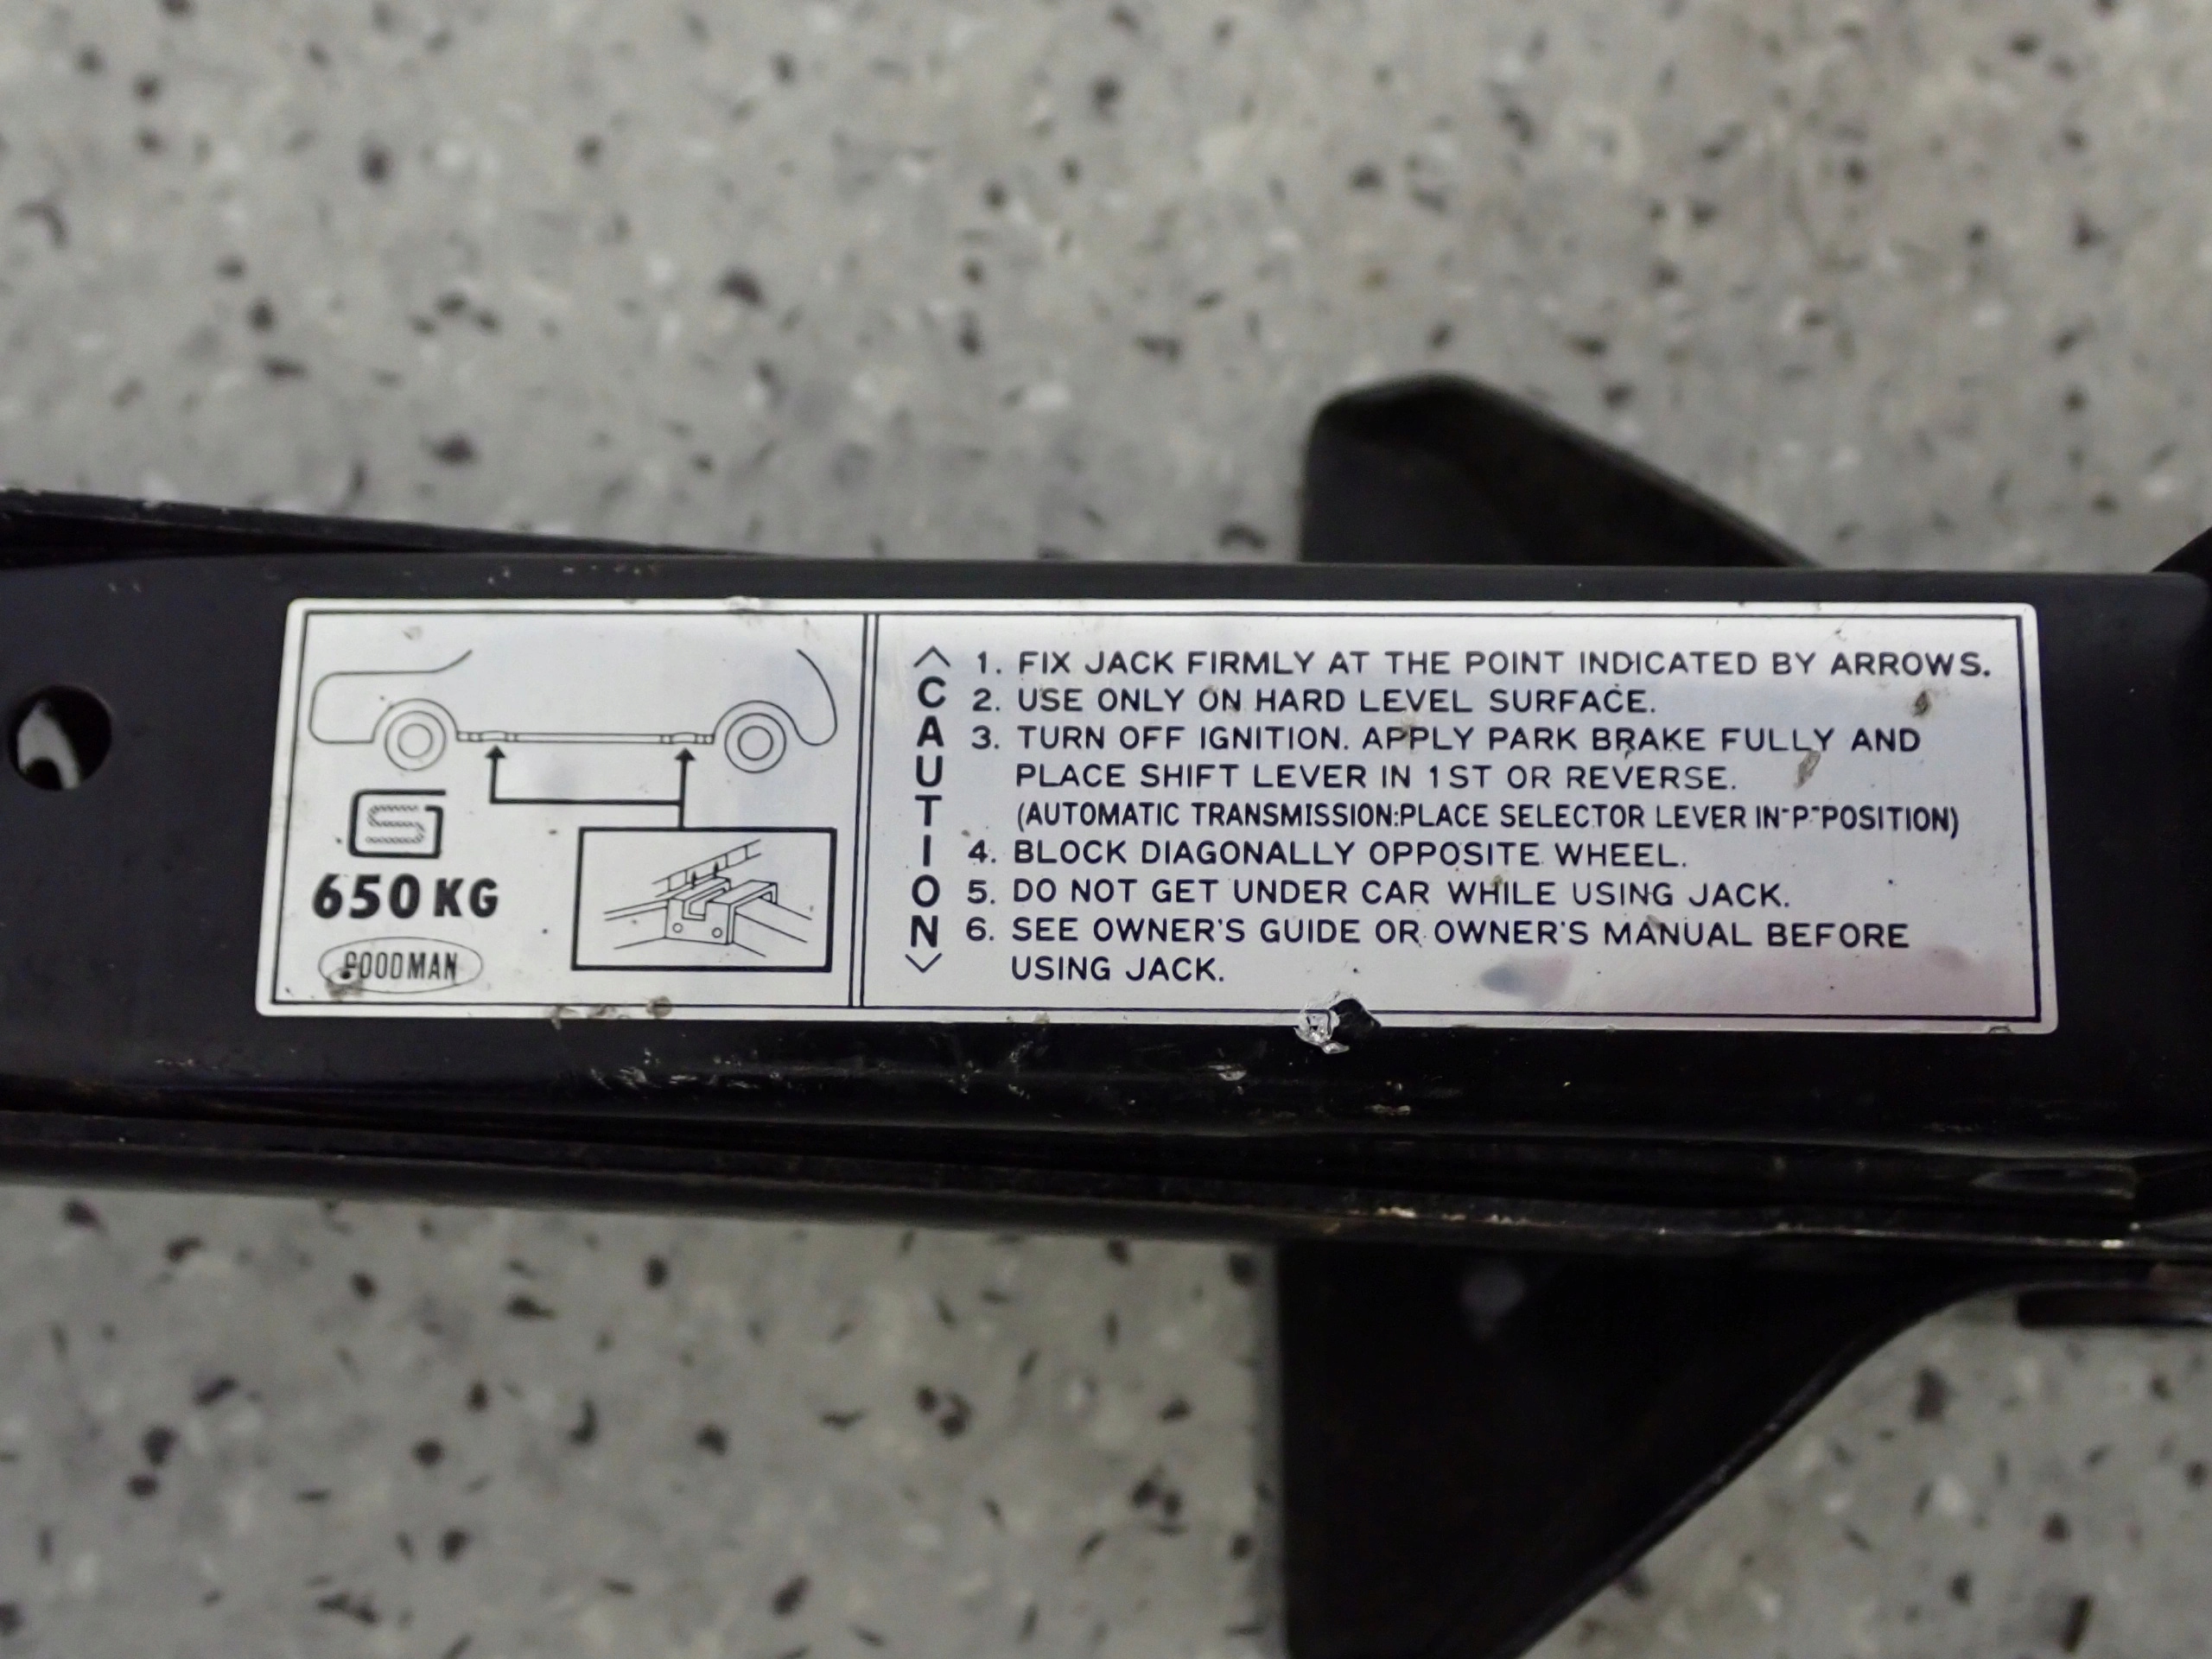 650 KG
GOODMAN
CAUTION
1. FIX JACK FIRMLY AT THE POINT INDICATED BY ARROWS.
2. USE ONLY ON HARD LEVEL SURFACE.
3. TURN OFF IGNITION. APPLY PARK BRAKE FULLY AND
PLACE SHIFT LEVER IN 1ST OR REVERSE.
(AUTOMATIC TRANSMISSION:PLACE SELECTOR LEVER IN "P" POSITION)
4. BLOCK DIAGONALLY OPPOSITE WHEEL.
5. DO NOT GET UNDER CAR WHILE USING JACK.
6. SEE OWNER'S GUIDE OR OWNER'S MANUAL BEFORE
USING JACK.